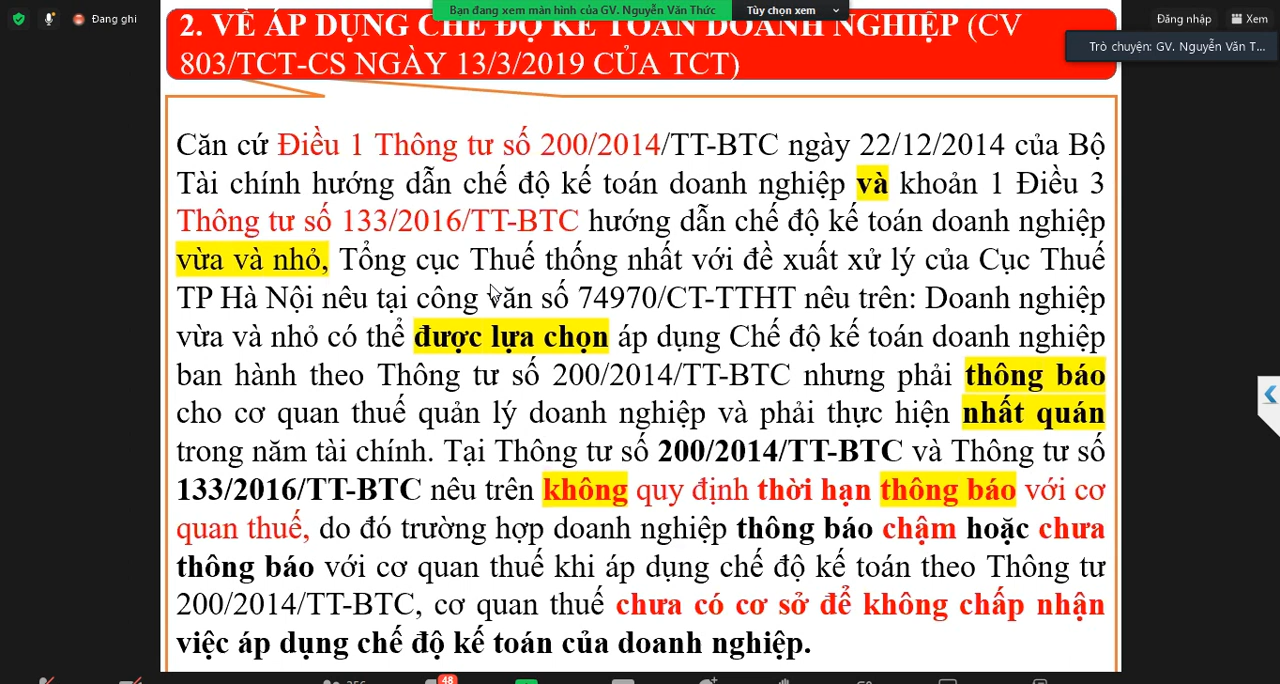 Bạn đang xem màn hình của GV. Nguyễn Văn Thức
Tùy chọn xem
Đang ghi
Đăng nhập
Xem
2. VỀ ÁP DỤNG CHẾ ĐỘ KẾ TOÁN DOANH NGHIỆP (CV
803/TCT-CS NGÀY 13/3/2019 CỦA TCT)
Trò chuyện: GV. Nguyễn Văn T...
Căn cứ Điều 1 Thông tư số 200/2014/TT-BTC ngày 22/12/2014 của Bộ
Tài chính hướng dẫn chế độ kế toán doanh nghiệp và khoản 1 Điều 3
Thông tư số 133/2016/TT-BTC hướng dẫn chế độ kế toán doanh nghiệp
vừa và nhỏ, Tổng cục Thuế thống nhất với đề xuất xử lý của Cục Thuế
TP Hà Nội nêu tại công văn số 74970/CT-TTHT nêu trên: Doanh nghiệp
vừa và nhỏ có thể được lựa chọn áp dụng Chế độ kế toán doanh nghiệp
ban hành theo Thông tư số 200/2014/TT-BTC nhưng phải thông báo
cho cơ quan thuế quản lý doanh nghiệp và phải thực hiện nhất quán
trong năm tài chính. Tại Thông tư số 200/2014/TT-BTC và Thông tư số
133/2016/TT-BTC nêu trên không quy định thời hạn thông báo với cơ
quan thuế, do đó trường hợp doanh nghiệp thông báo chậm hoặc chưa
thông báo với cơ quan thuế khi áp dụng chế độ kế toán theo Thông tư
200/2014/TT-BTC, cơ quan thuế chưa có cơ sở để không chấp nhận
việc áp dụng chế độ kế toán của doanh nghiệp.
48